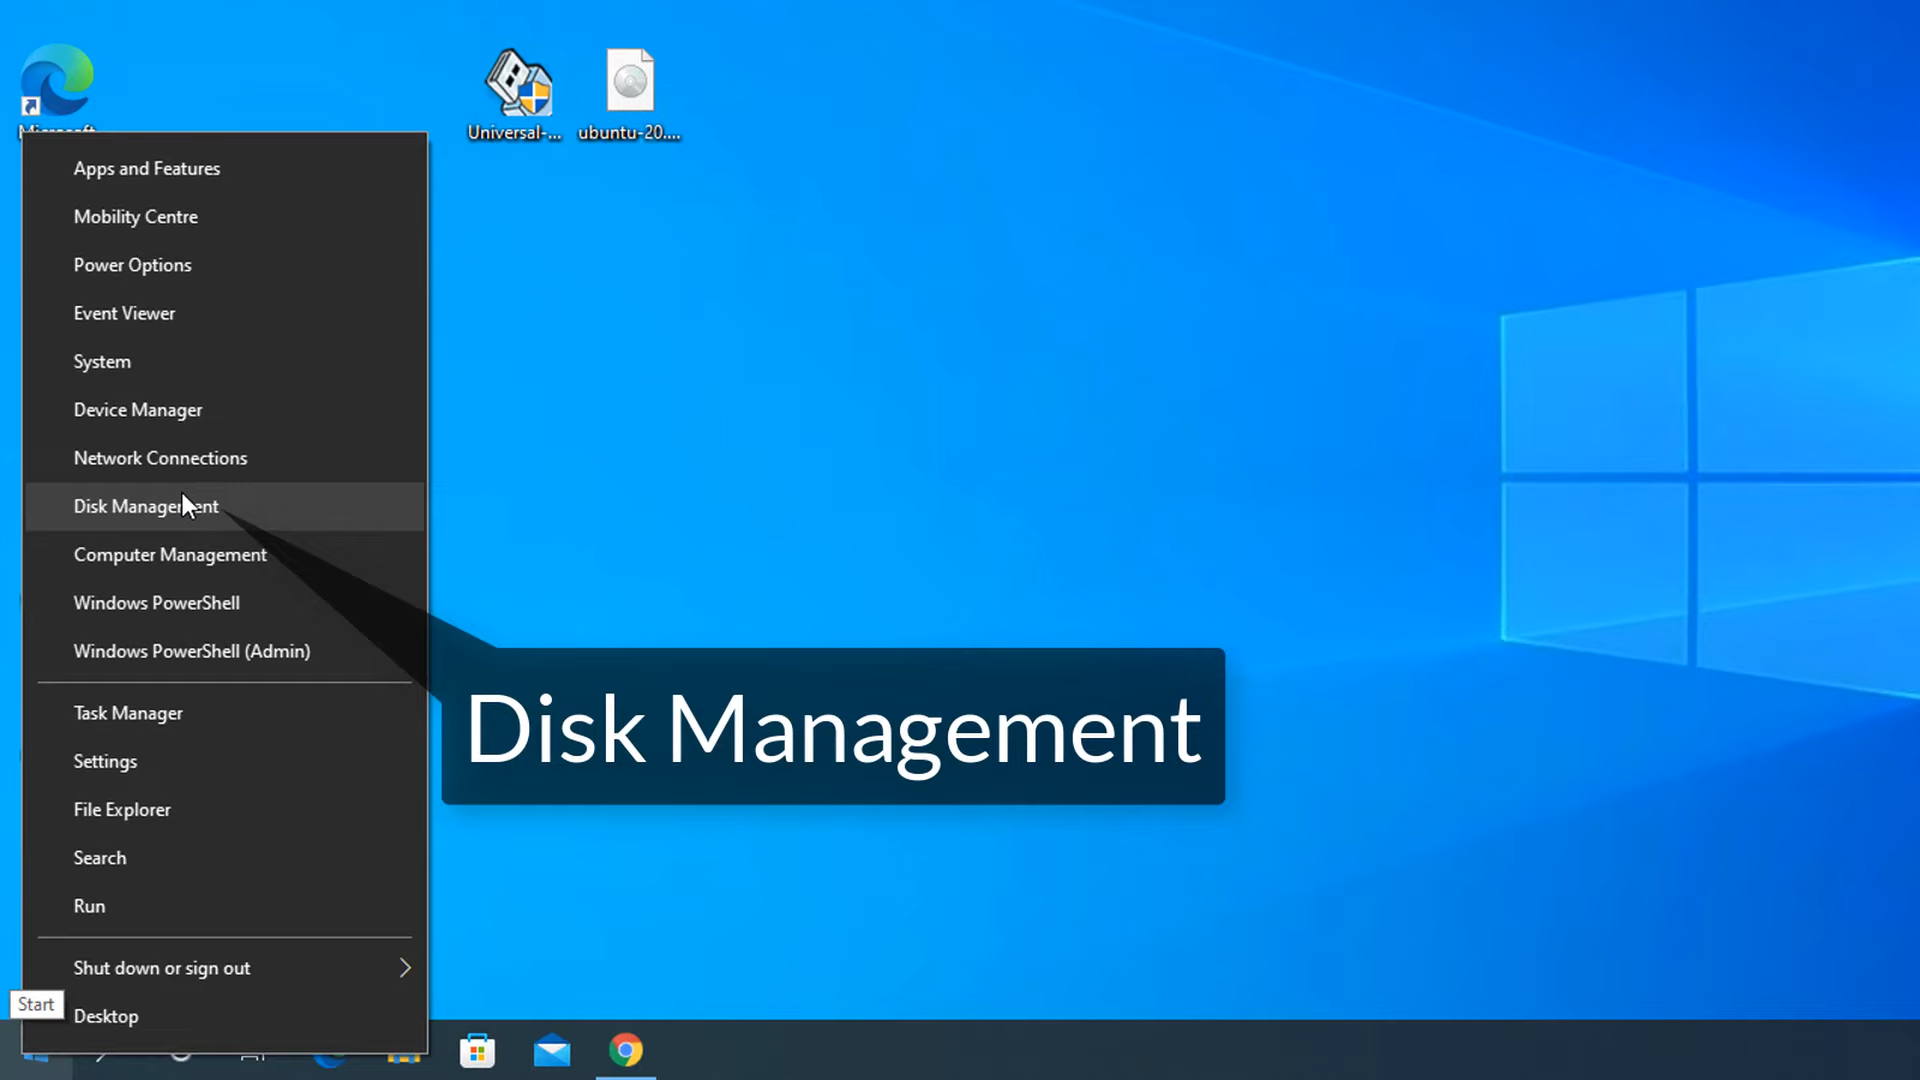 Microsoft
Universal-...
ubuntu-20....
Apps and Features
Mobility Centre
Power Options
Event Viewer
System
Device Manager
Network Connections
Disk Management
Computer Management
Windows PowerShell
Windows PowerShell (Admin)
Disk Management
Task Manager
Settings
File Explorer
Search
Run
Shut down or sign out
Start
Desktop